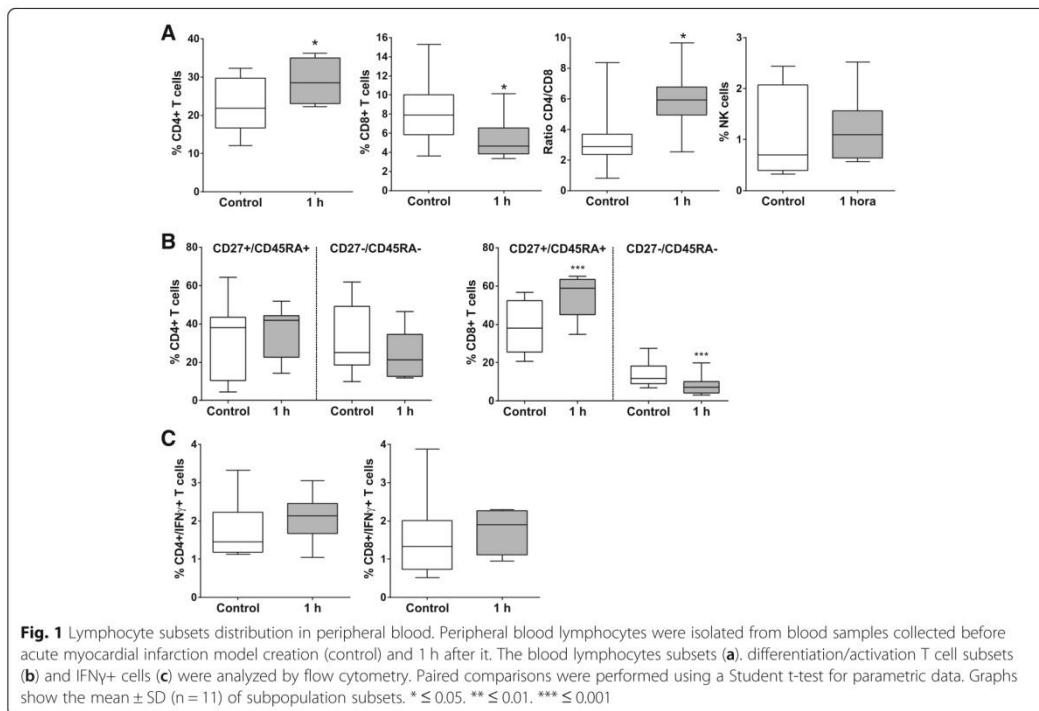 A
% CD4+ T cells
40
30
20
10
0
Control
1 h
*
% CD8+ T cells
16
14
12
10
8
6
4
2
0
Control
1 h
*
Ratio CD4/CD8
10
8
6
4
2
0
Control
1 h
*
% NK cells
3
2
1
0
Control
1 hora
B
CD27+/CD45RA+
CD27-/CD45RA-
% CD4+ T cells
80
60
40
20
0
Control
1 h
Control
1 h
CD27+/CD45RA+
CD27-/CD45RA-
% CD8+ T cells
80
60
40
20
0
***
***
Control
1 h
Control
1 h
C
% CD4+/IFNγ+ T cells
4
3
2
1
0
Control
1 h
% CD8+/IFNγ+ T cells
4
3
2
1
0
Control
1 h
Fig. 1 Lymphocyte subsets distribution in peripheral blood. Peripheral blood lymphocytes were isolated from blood samples collected before
acute myocardial infarction model creation (control) and 1 h after it. The blood lymphocytes subsets (a). differentiation/activation T cell subsets
(b) and IFNγ+ cells (c) were analyzed by flow cytometry. Paired comparisons were performed using a Student t-test for parametric data. Graphs
show the mean ± SD (n = 11) of subpopulation subsets. * ≤ 0.05. ** ≤ 0.01. *** ≤ 0.001